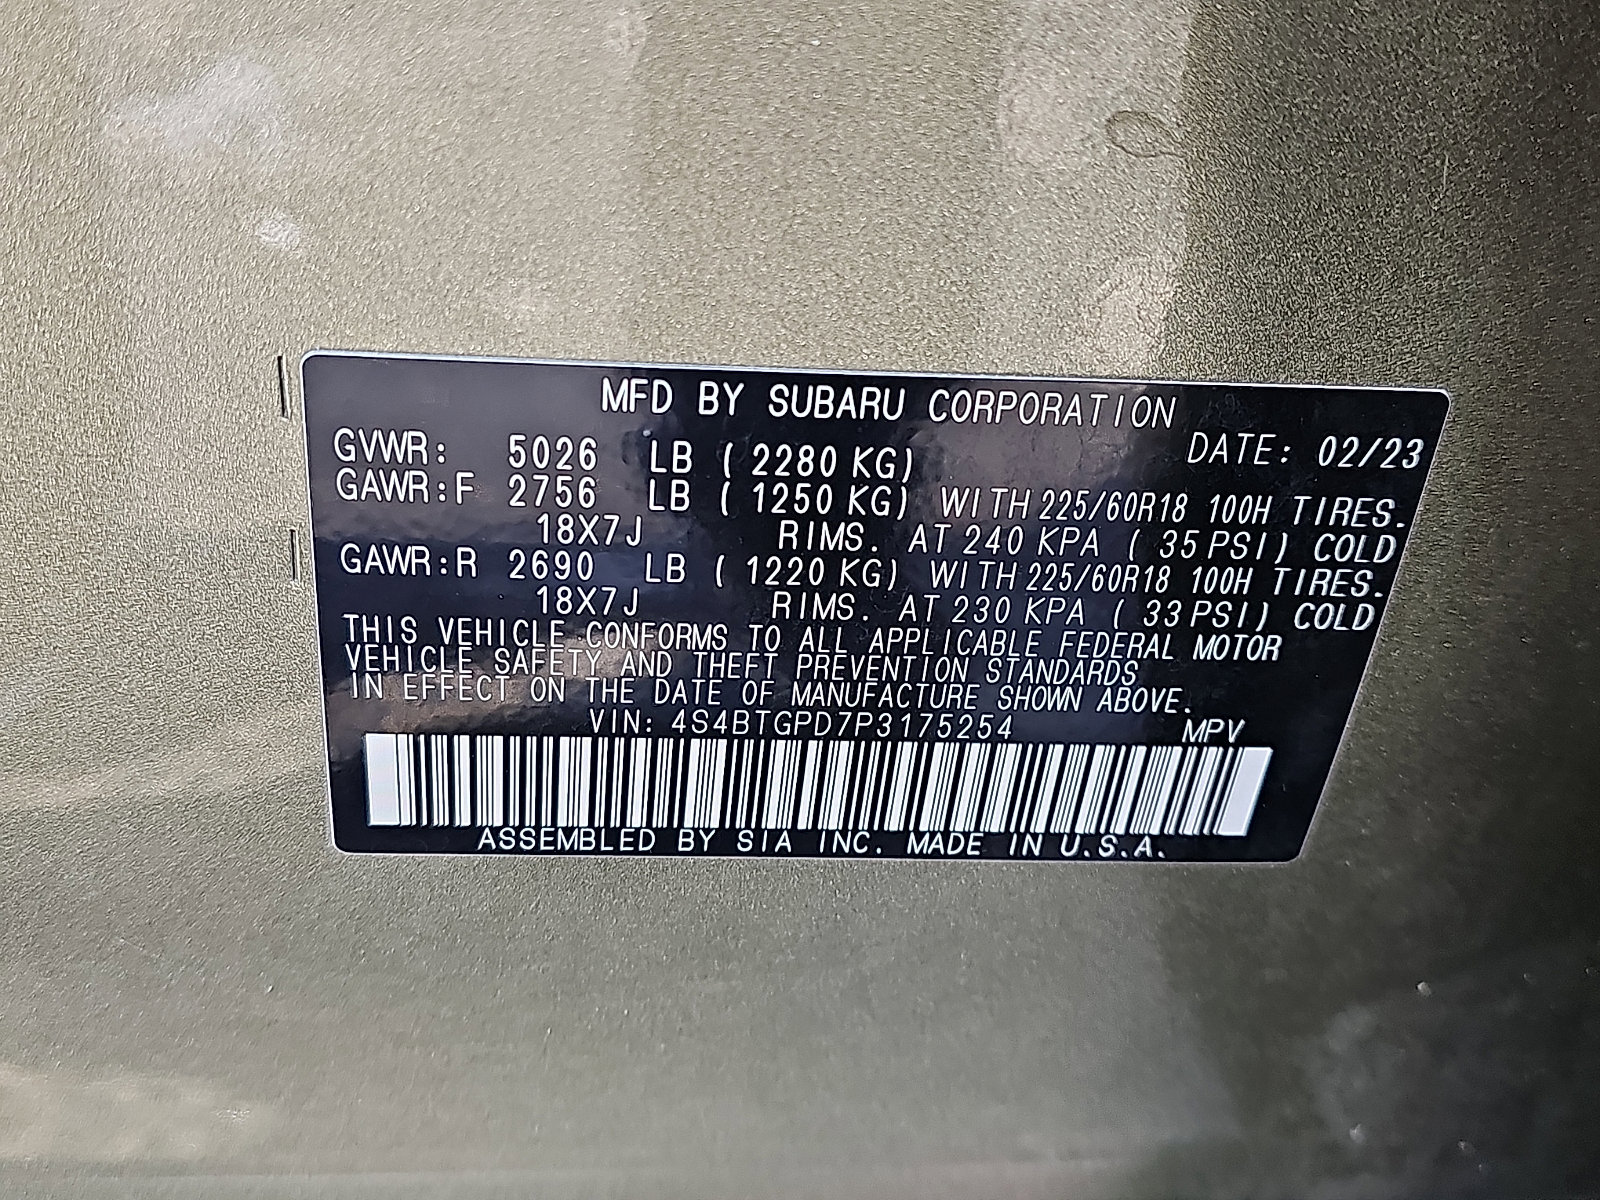 MFD BY SUBARU CORPORATION
DATE: 02/23
GVWR: 5026 LB ( 2280 KG)
GAWR:F 2756 LB ( 1250 KG) WITH 225/60R18 100H TIRES.
18X7J RIMS. AT 240 KPA ( 35 PSI) COLD
GAWR:R 2690 LB ( 1220 KG) WITH 225/60R18 100H TIRES.
18X7J RIMS. AT 230 KPA ( 33 PSI) COLD
THIS VEHICLE CONFORMS TO ALL APPLICABLE FEDERAL MOTOR
VEHICLE SAFETY AND THEFT PREVENTION STANDARDS
IN EFFECT ON THE DATE OF MANUFACTURE SHOWN ABOVE.
VIN: 4S4BTGPD7P3175254 MPV
ASSEMBLED BY SIA INC. MADE IN U.S.A.